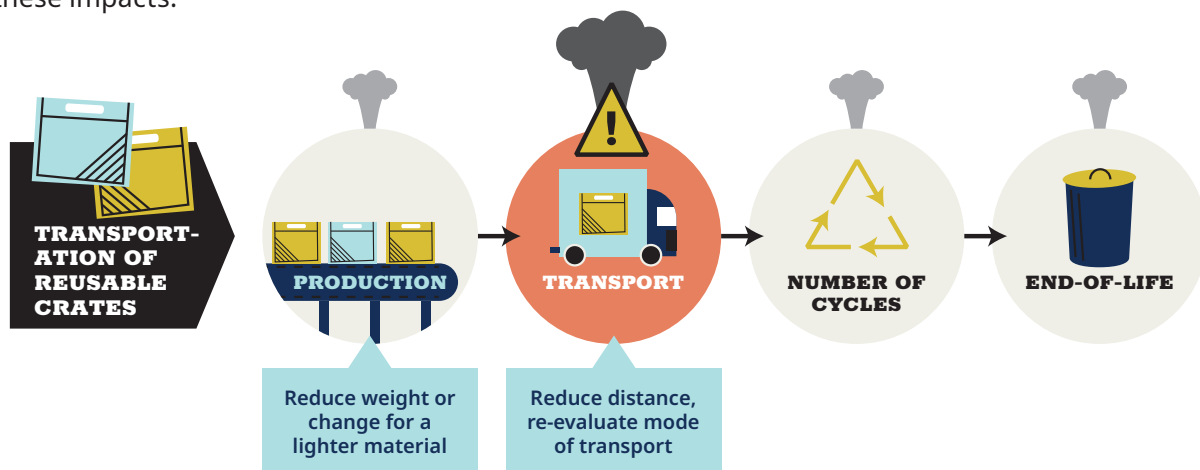 these impacts.
TRANSPORT-
ATION OF
REUSABLE
CRATES
PRODUCTION
!
TRANSPORT
NUMBER OF
CYCLES
END-OF-LIFE
Reduce weight or
change for a
lighter material
Reduce distance,
re-evaluate mode
of transport